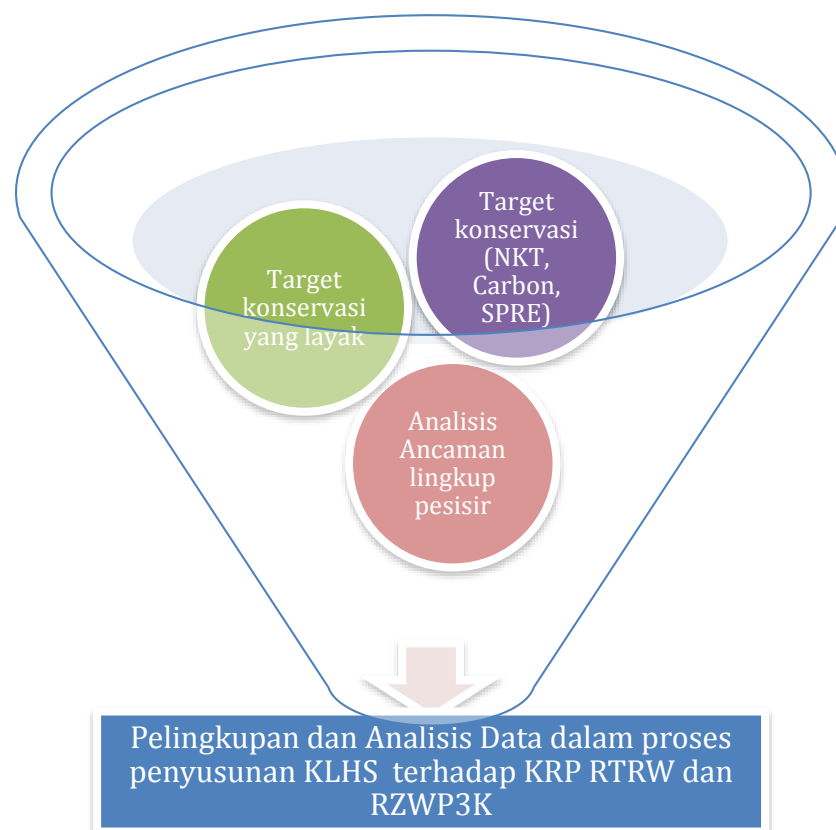 Target
konservasi
(NKT,
Carbon,
SPRE)
Target
konservasi
yang layak
Analisis
Ancaman
lingkup
pesisir
Pelingkupan dan Analisis Data dalam proses
penyusunan KLHS terhadap KRP RTRW dan
RZWP3K